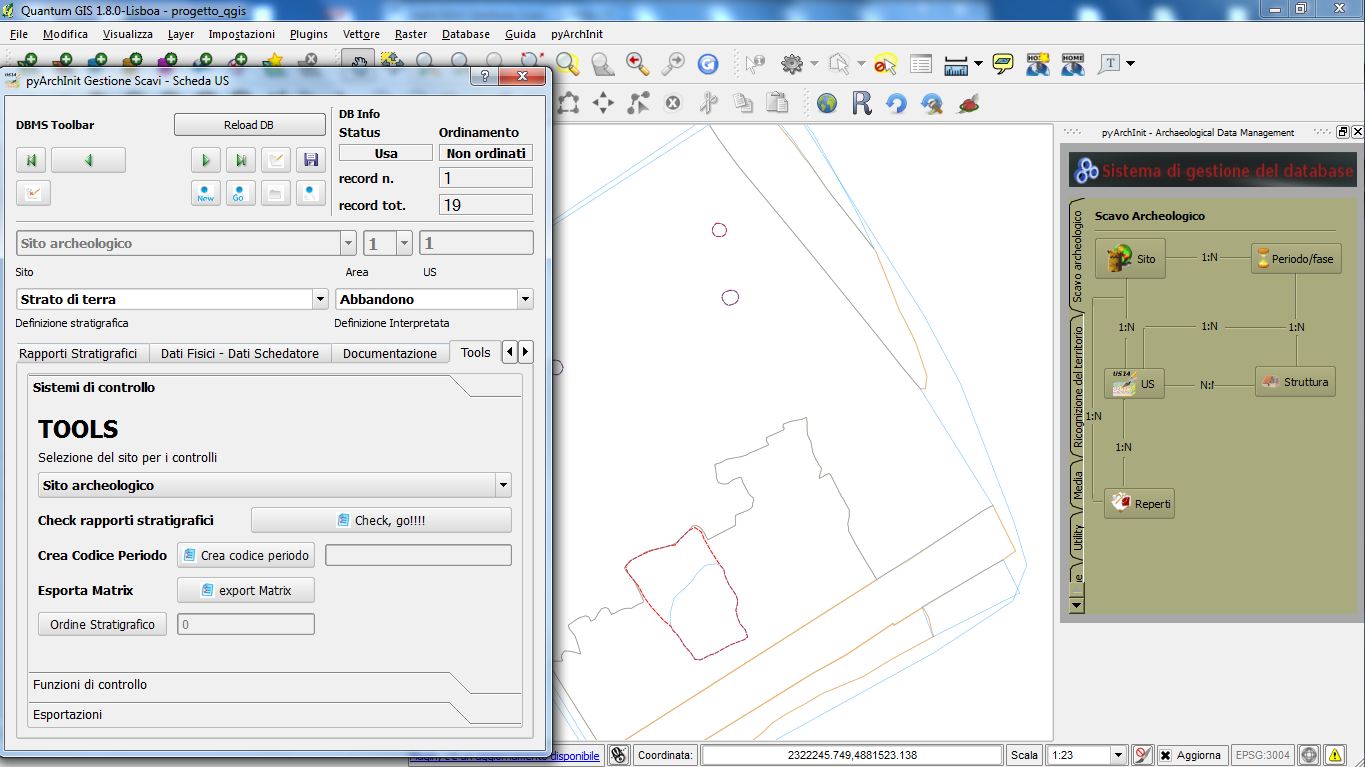 Quantum GIS 1.8.0-Lisboa - progetto_qgis
File Modifica Visualizza Layer Impostazioni Plugins Vettore Raster Database Guida pyArchInit
pyArchInit Gestione Scavi - Scheda US
DBMS Toolbar
Reload DB
DB Info
Status
Ordinamento
Usa
Non ordinati
record n.
1
record tot.
19
New
Go
Sito archeologico
1
1
Sito
Area
US
Strato di terra
Abbandono
Definizione stratigrafica
Definizione Interpretata
Rapporti Stratigrafici
Dati Fisici - Dati Schedatore
Documentazione
Tools
Sistemi di controllo
TOOLS
Selezione del sito per i controlli
Sito archeologico
Check rapporti stratigrafici
Check, go!!!!
Crea Codice Periodo
Crea codice periodo
Esporta Matrix
export Matrix
Ordine Stratigrafico
0
Funzioni di controllo
Esportazioni
HOME
R
T
pyArchInit - Archaeological Data Management
Sistema di gestione del database
Scavo archeologico
Ricognizione del territorio
Media
Utility
Scavo Archeologico
Sito
1:N
Periodo/fase
1:N
1:N
1:N
US14
US
Struttura
1:N
1:N
Reperti
disponibile
Coordinata:
2322245.749,4881523.138
Scala
1:23
Aggiorna
EPSG:3004